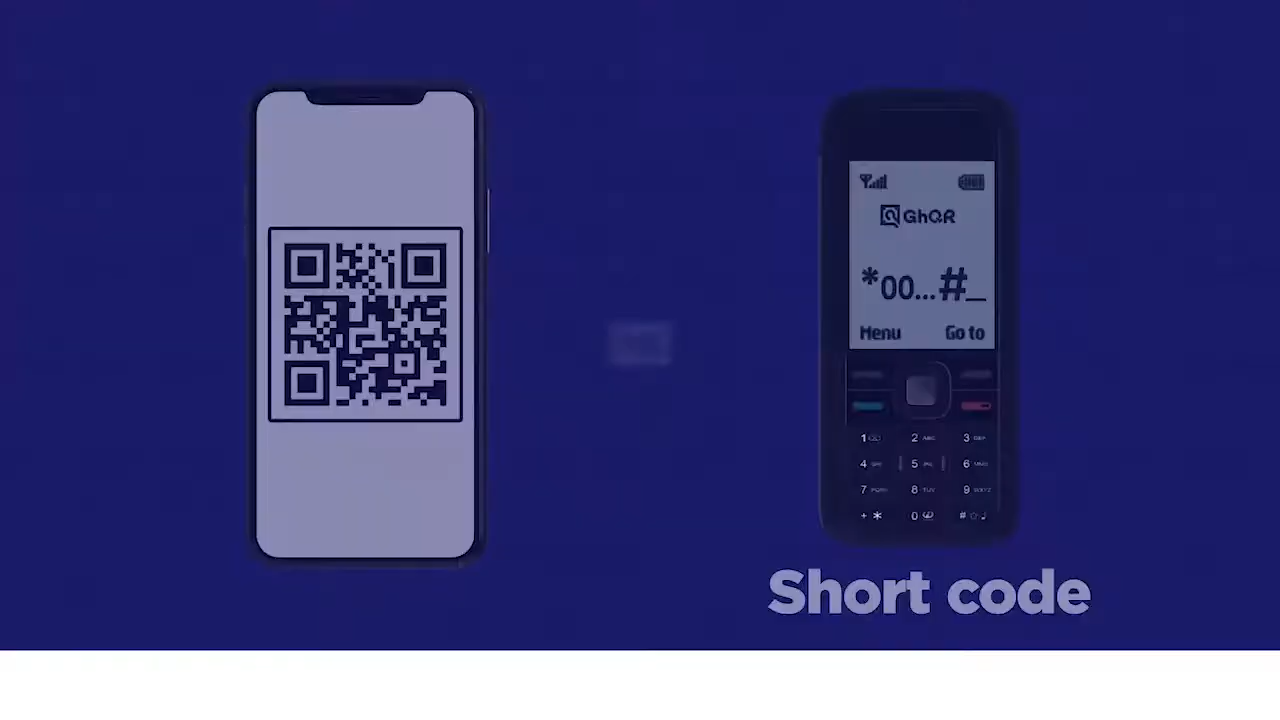 GhQR
*00...#_
Menu Go to
1 2 ABC 3 DEF
4 5 6
7 8 TUV 9 WXYZ
+ * 0 #
Short code